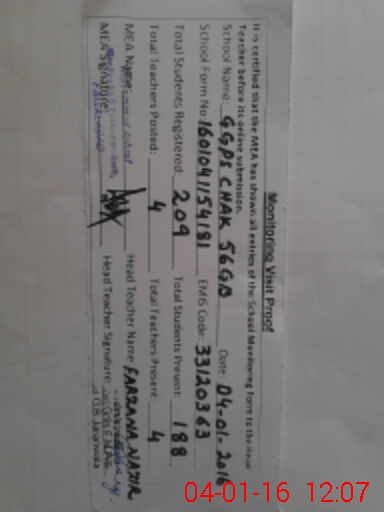 Monitoring Visit Proof
It is certified that the MEA has shown all entries of the School Monitoring Form to the Head
Teacher before its online submission.
School Name: GGPS CHAK 56GB Date: 04-01-2016
School Form No: 1601041154181 EMIS Code: 33120363
Total Students Registered: 209 Total Students Present: 188
Total Teachers Posted: 4 Total Teachers Present: 4
MEA Name: Head Teacher Name: FARZANA NAZIR
MEA Signature: Head Teacher Signature:
G.B. Jaranwala
04-01-16 12:07